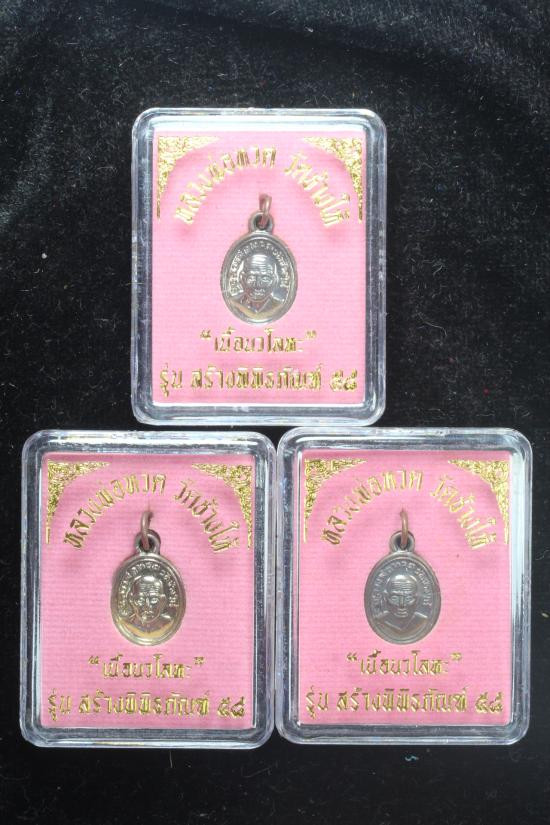 หลวงพ่อทวด วัดช้างให้
“เนื้อนวโลหะ”
รุ่น สร้างพิพิธภัณฑ์ ๕๔
หลวงพ่อทวด วัดช้างให้
“เนื้อนวโลหะ”
รุ่น สร้างพิพิธภัณฑ์ ๕๔
หลวงพ่อทวด วัดช้างให้
“เนื้อนวโลหะ”
รุ่น สร้างพิพิธภัณฑ์ ๕๔